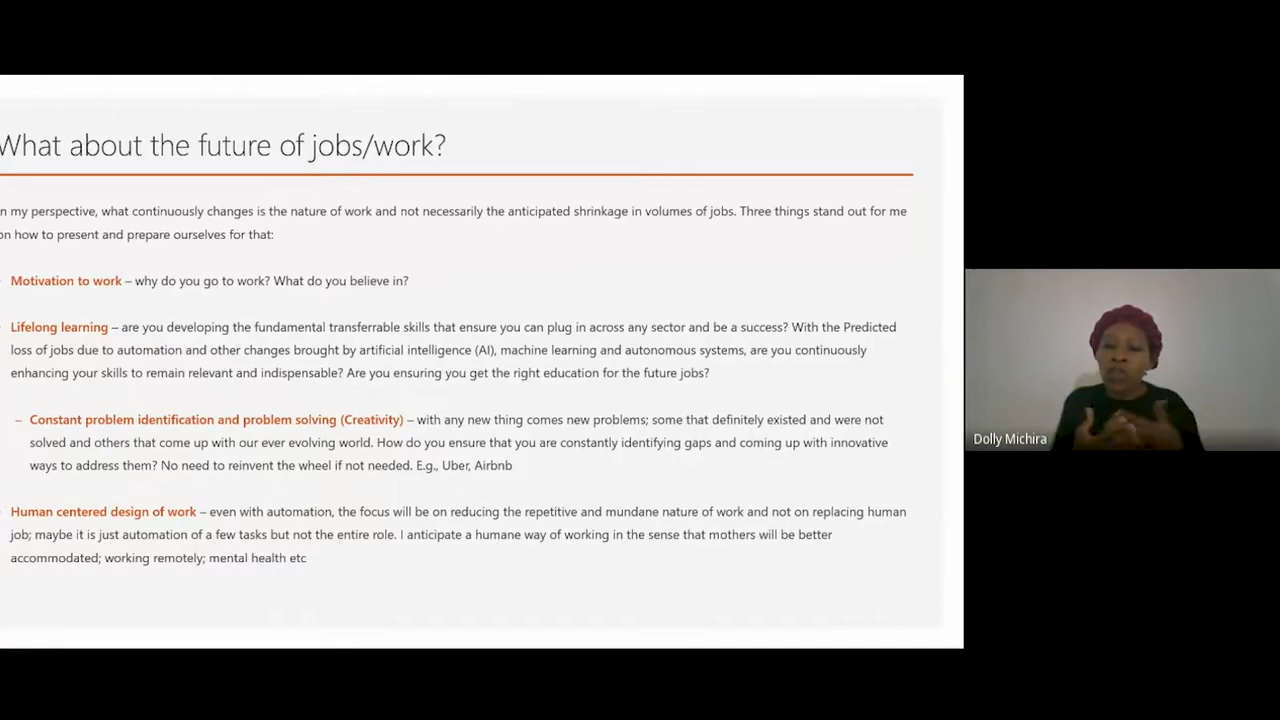 What about the future of jobs/work?
n my perspective, what continuously changes is the nature of work and not necessarily the anticipated shrinkage in volumes of jobs. Three things stand out for me
on how to present and prepare ourselves for that:
Motivation to work – why do you go to work? What do you believe in?
Lifelong learning – are you developing the fundamental transferrable skills that ensure you can plug in across any sector and be a success? With the Predicted
loss of jobs due to automation and other changes brought by artificial intelligence (AI), machine learning and autonomous systems, are you continuously
enhancing your skills to remain relevant and indispensable? Are you ensuring you get the right education for the future jobs?
– Constant problem identification and problem solving (Creativity) – with any new thing comes new problems; some that definitely existed and were not
solved and others that come up with our ever evolving world. How do you ensure that you are constantly identifying gaps and coming up with innovative
ways to address them? No need to reinvent the wheel if not needed. E.g., Uber, Airbnb
Human centered design of work – even with automation, the focus will be on reducing the repetitive and mundane nature of work and not on replacing human
job; maybe it is just automation of a few tasks but not the entire role. I anticipate a humane way of working in the sense that mothers will be better
accommodated; working remotely; mental health etc
Dolly Michira